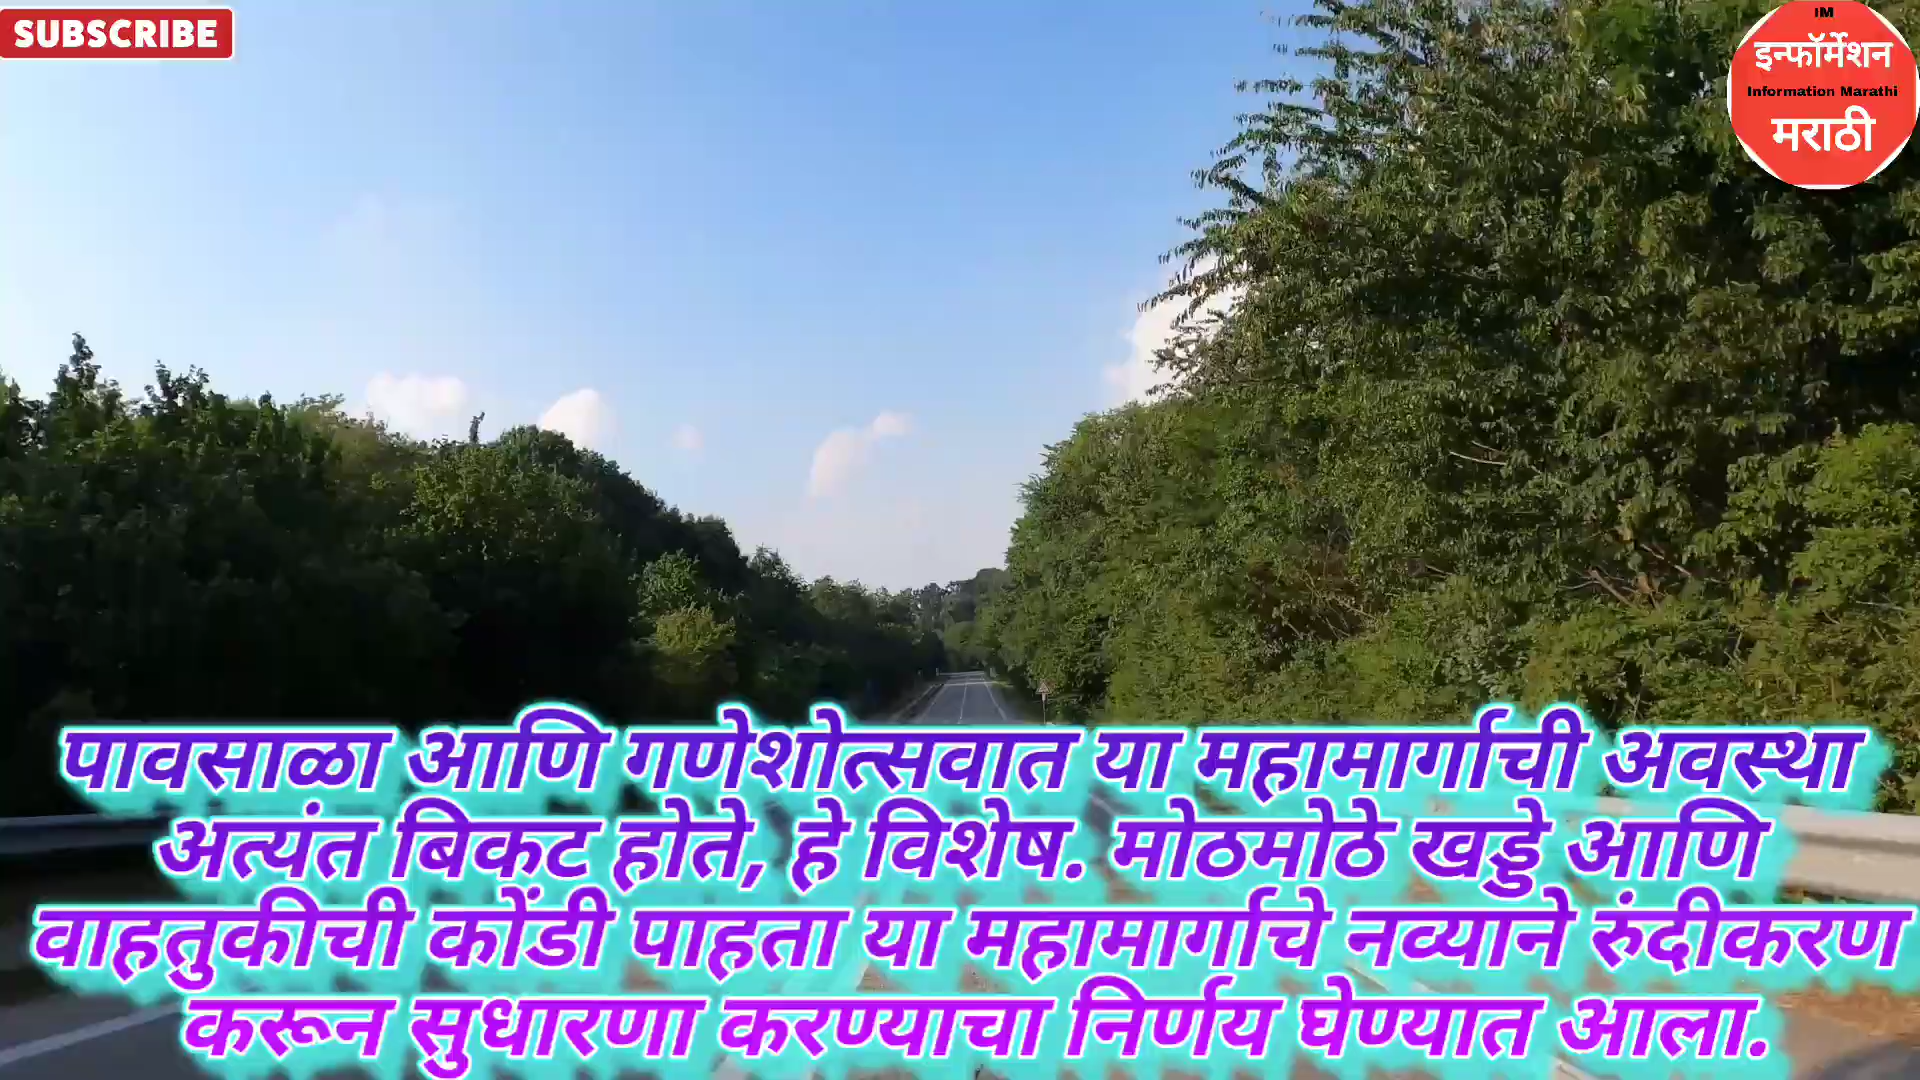 SUBSCRIBE
IM
इन्फॉर्मेशन
Information Marathi
मराठी
पावसाळा आणि गणेशोत्सवात या महामार्गाची अवस्था
अत्यंत बिकट होते, हे विशेष. मोठमोठे खड्डे आणि
वाहतुकीची कोंडी पाहता या महामार्गाचे नव्याने रुंदीकरण
करून सुधारणा करण्याचा निर्णय घेण्यात आला.